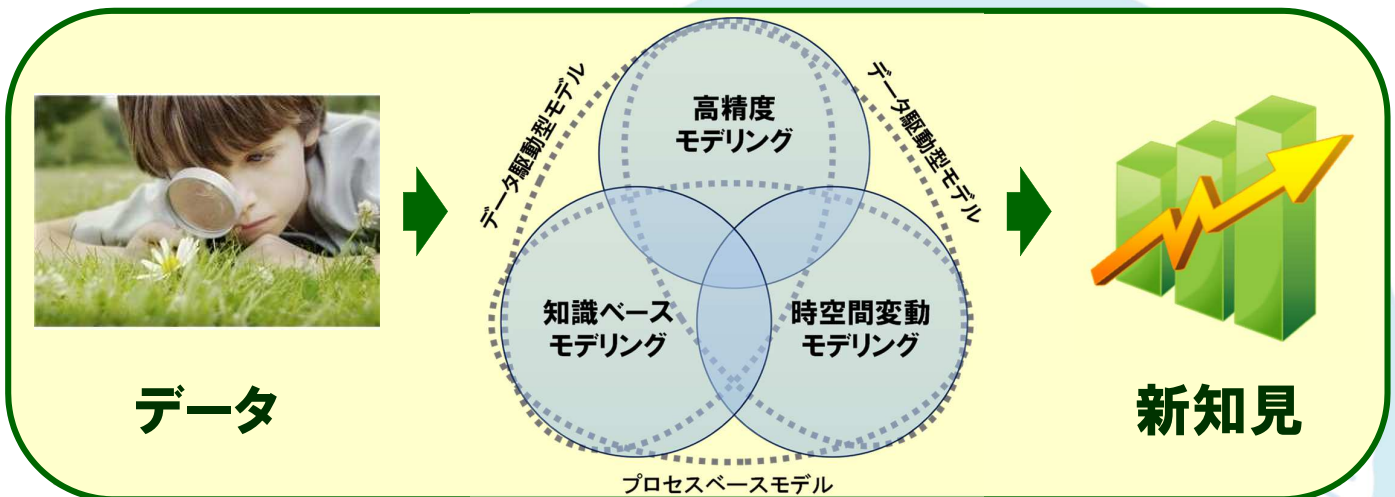 データ
データ駆動型モデル
高精度
モデリング
データ駆動型モデル
知識ベース
モデリング
時空間変動
モデリング
プロセスベースモデル
新知見